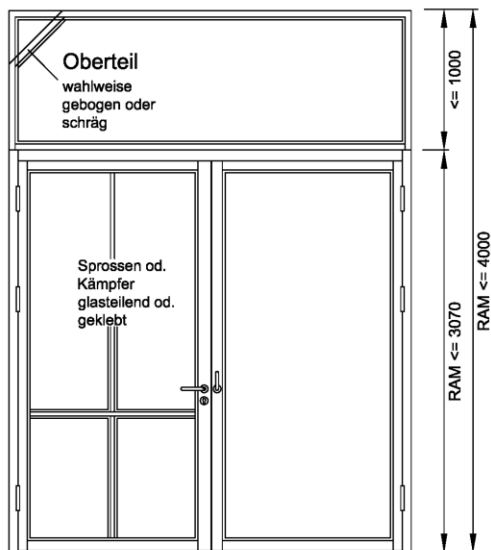 Oberteil
wahlweise
gebogen oder
schräg
<= 1000
Sprossen od.
Kämpfer
glasteilend od.
geklebt
RAM <= 3070
RAM <= 4000